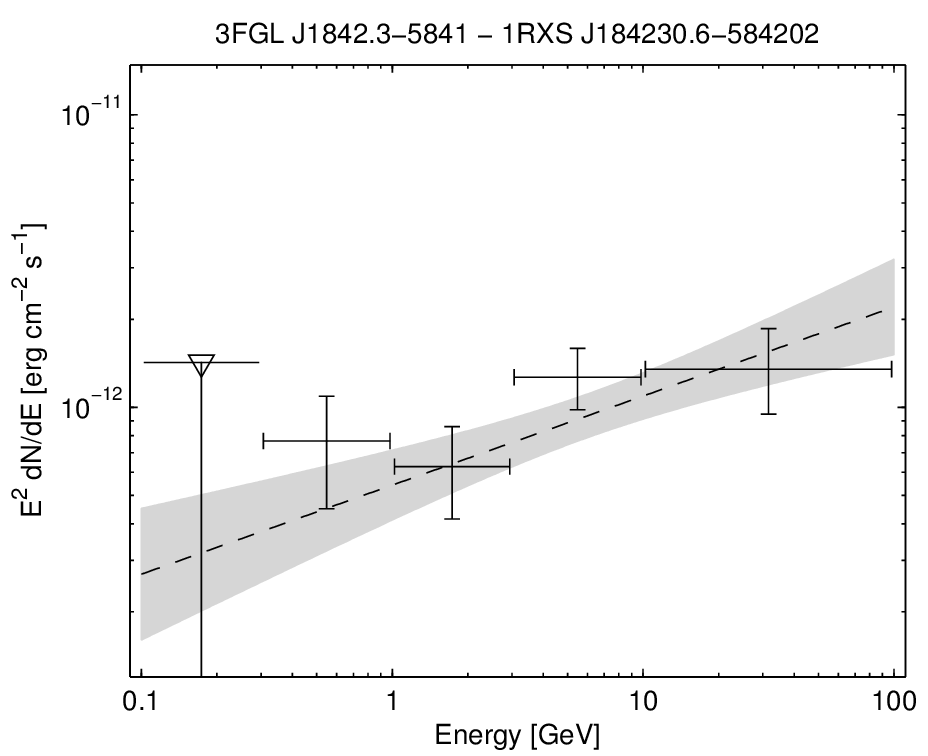 3FGL J1842.3−5841 − 1RXS J184230.6−584202
10⁻¹¹
10⁻¹²
E² dN/dE [erg cm⁻² s⁻¹]
0.1 1 10 100
Energy [GeV]